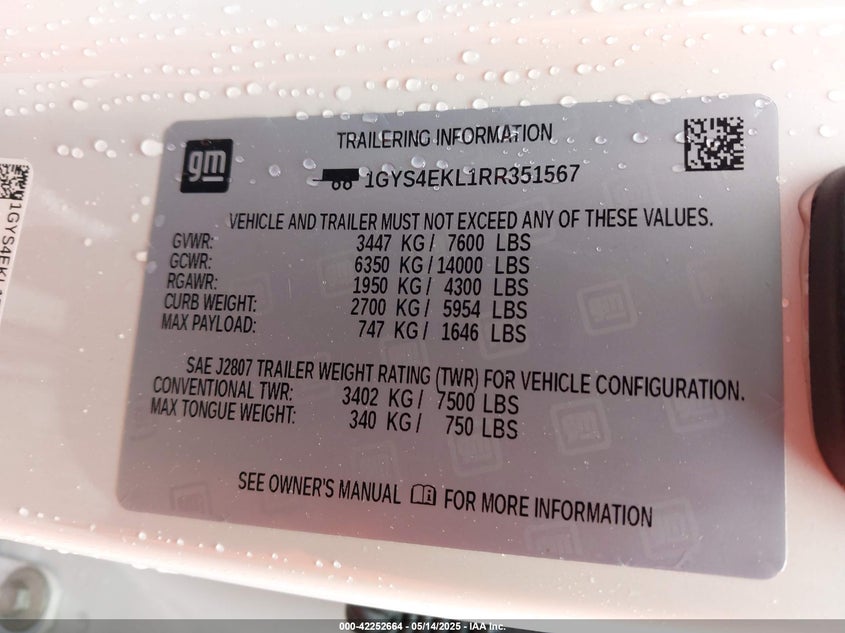 gm
TRAILERING INFORMATION
1GYS4EKL1RR351567
VEHICLE AND TRAILER MUST NOT EXCEED ANY OF THESE VALUES.
GVWR: 3447 KG / 7600 LBS
GCWR: 6350 KG / 14000 LBS
RGAWR: 1950 KG / 4300 LBS
CURB WEIGHT: 2700 KG / 5954 LBS
MAX PAYLOAD: 747 KG / 1646 LBS
SAE J2807 TRAILER WEIGHT RATING (TWR) FOR VEHICLE CONFIGURATION.
CONVENTIONAL TWR: 3402 KG / 7500 LBS
MAX TONGUE WEIGHT: 340 KG / 750 LBS
SEE OWNER'S MANUAL FOR MORE INFORMATION
1GYS4EKL
000-42252664 - 05/14/2025 - IAA Inc.